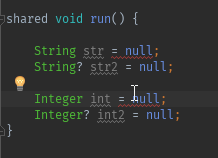 shared void run() {
String str = null;
String? str2 = null;
Integer int = null;
Integer? int2 = null;
}